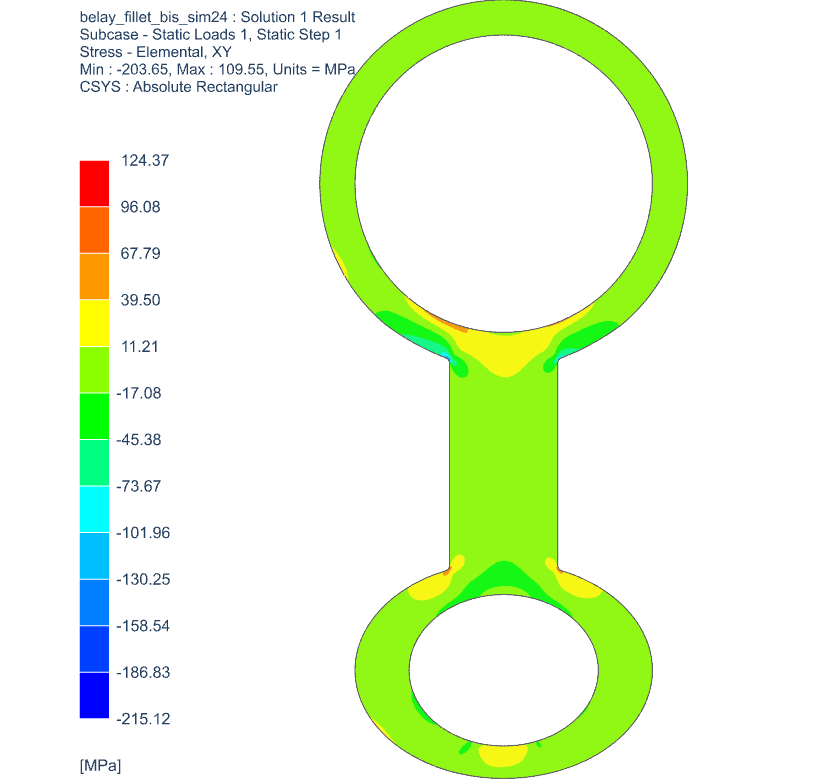 belay_fillet_bis_sim24 : Solution 1 Result
Subcase - Static Loads 1, Static Step 1
Stress - Elemental, XY
Min : -203.65, Max : 109.55, Units = MPa
CSYS : Absolute Rectangular
124.37
96.08
67.79
39.50
11.21
-17.08
-45.38
-73.67
-101.96
-130.25
-158.54
-186.83
-215.12
[MPa]